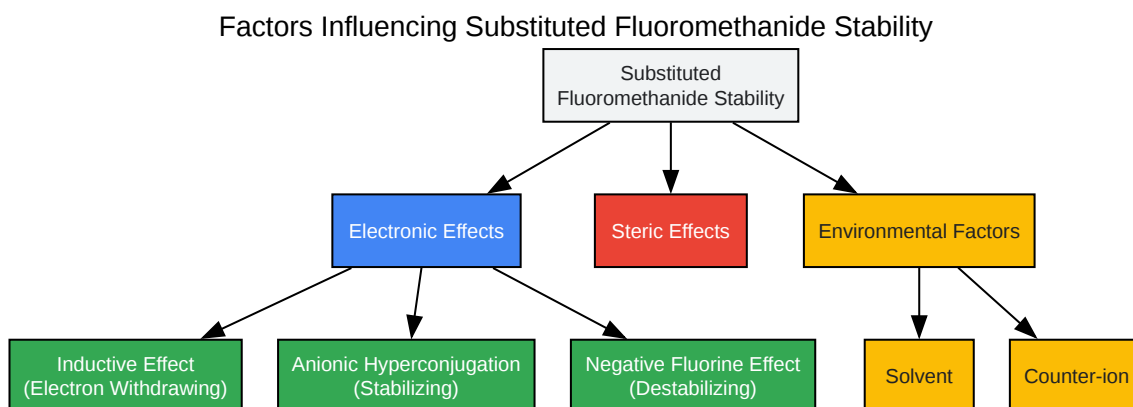 Factors Influencing Substituted Fluoromethanide Stability
Substituted
Fluoromethanide Stability
Electronic Effects
Steric Effects
Environmental Factors
Inductive Effect
(Electron Withdrawing)
Anionic Hyperconjugation
(Stabilizing)
Negative Fluorine Effect
(Destabilizing)
Solvent
Counter-ion